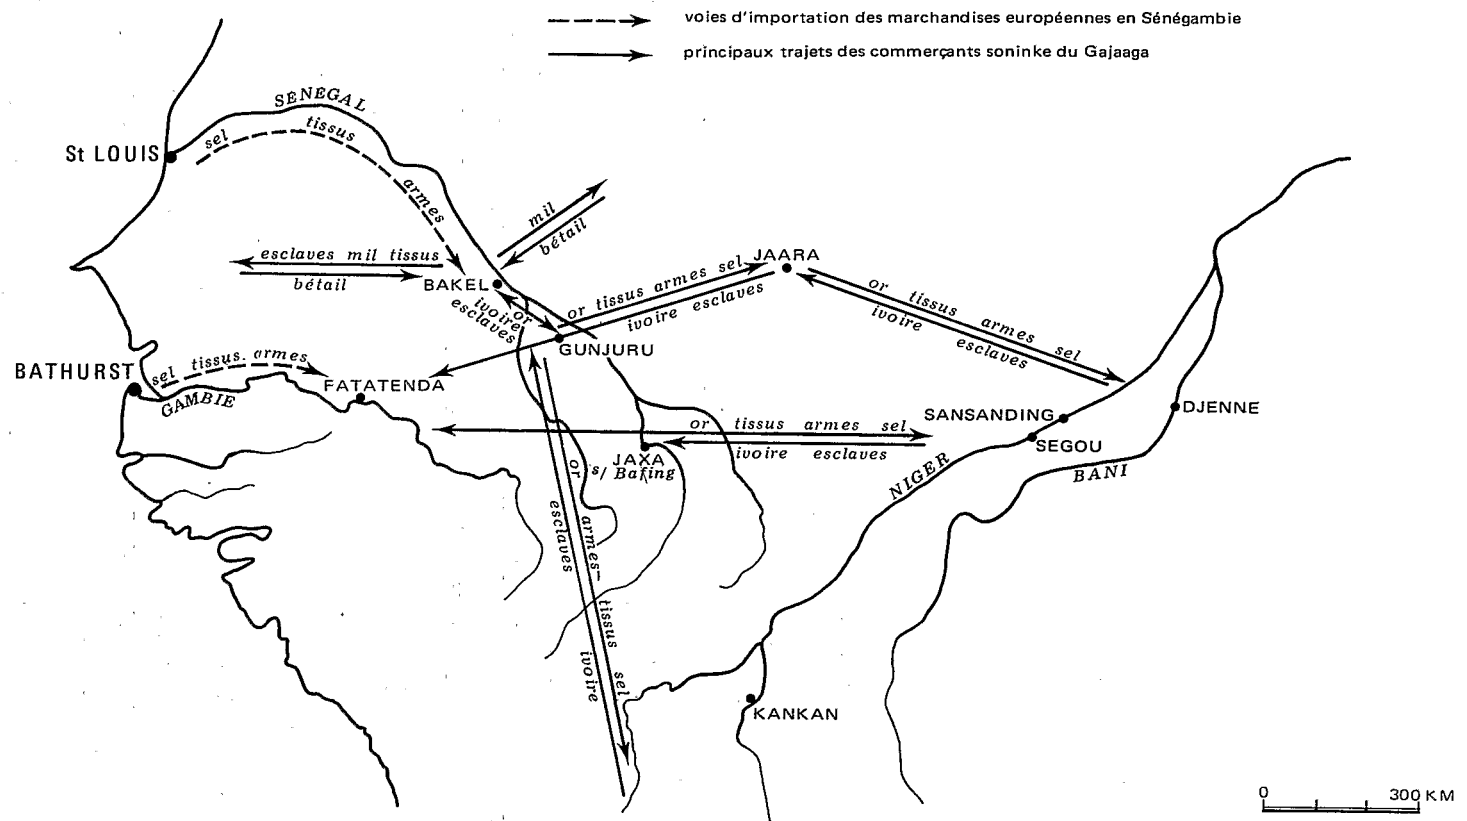 voies d'importation des marchandises européennes en Sénégambie
principaux trajets des commerçants soninke du Gajaaga
SÉNÉGAL
sel tissus armes
St LOUIS
mil
bétail
esclaves mil tissus
bétail
BAKEL
or
ivoire
esclaves
JAARA
or tissus armes sel
ivoire esclaves
or tissus armes sel
ivoire esclaves
GUNJURU
BATHURST
sel tissus. armes
GAMBIE
FATATENDA
SANSANDING
DJENNE
or tissus armes sel
ivoire esclaves
SEGOU
JAXA
s/ Bafing
NIGER
BANI
or armes— tissus sel
esclaves ivoire
KANKAN
0 300 KM